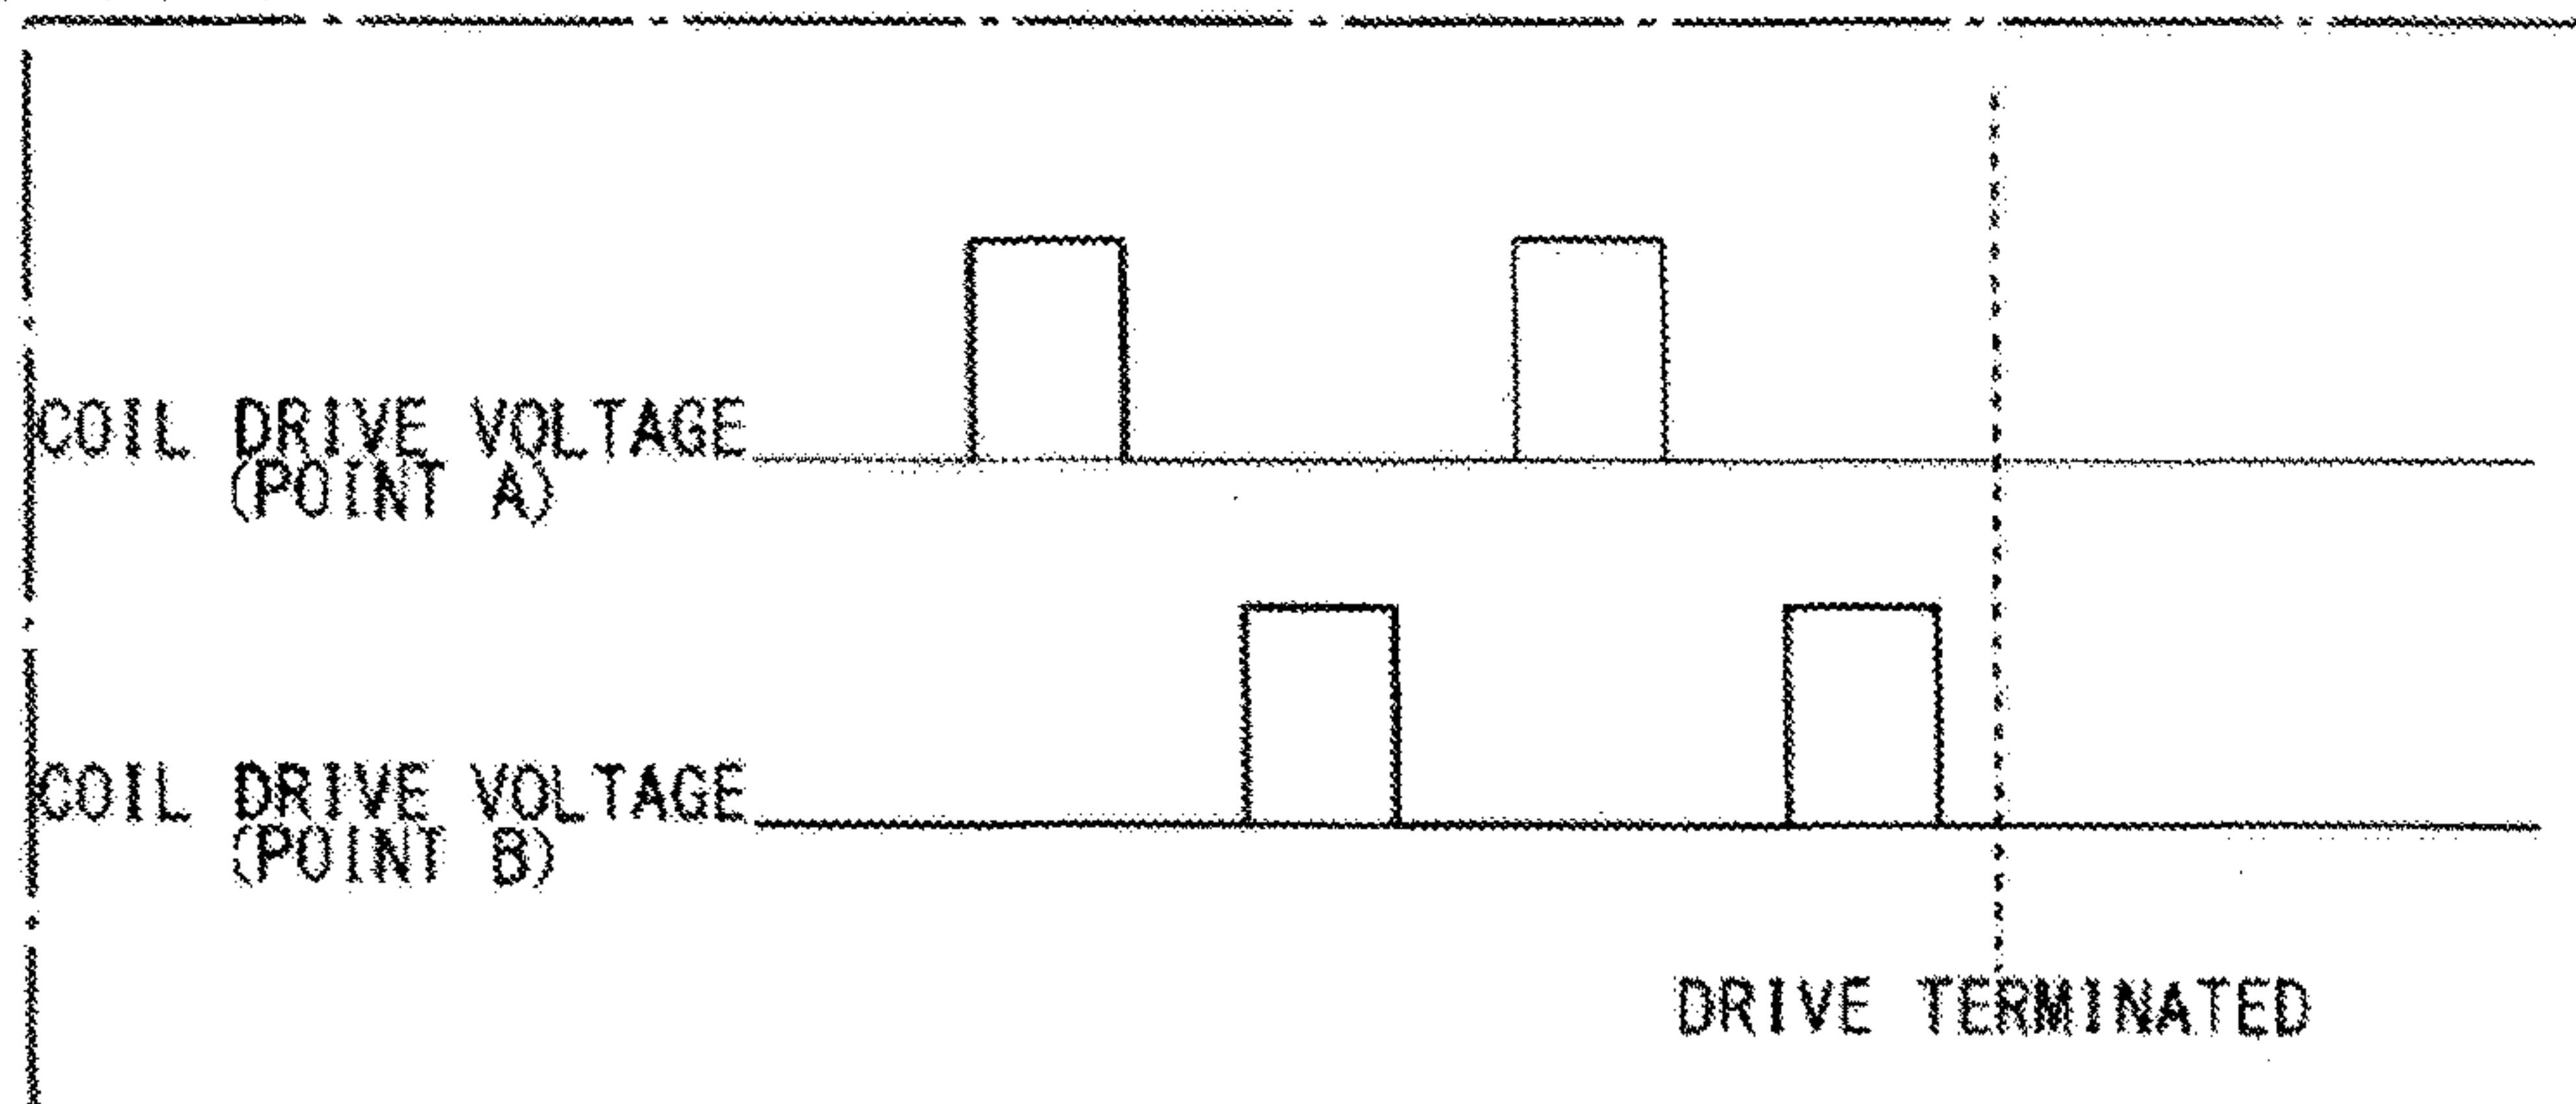 COIL DRIVE VOLTAGE
(POINT A)
COIL DRIVE VOLTAGE
(POINT B)
DRIVE TERMINATED